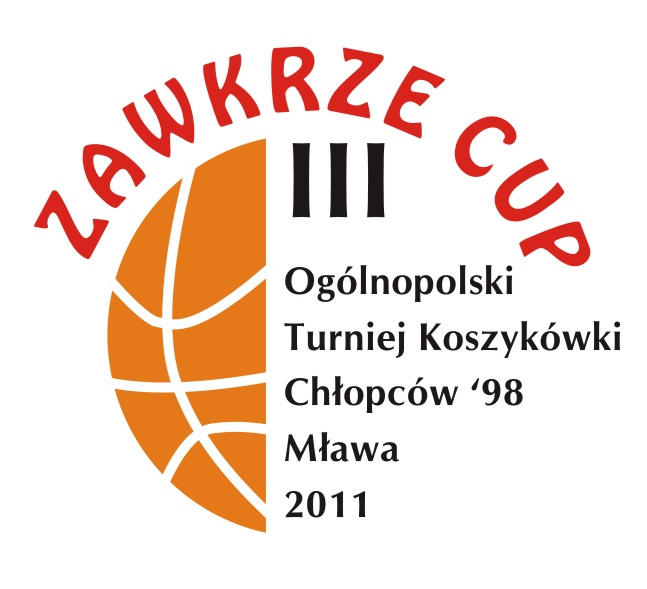 ZAWKRZE CUP
III
Ogólnopolski
Turniej Koszykówki
Chłopców ‘98
Mława
2011